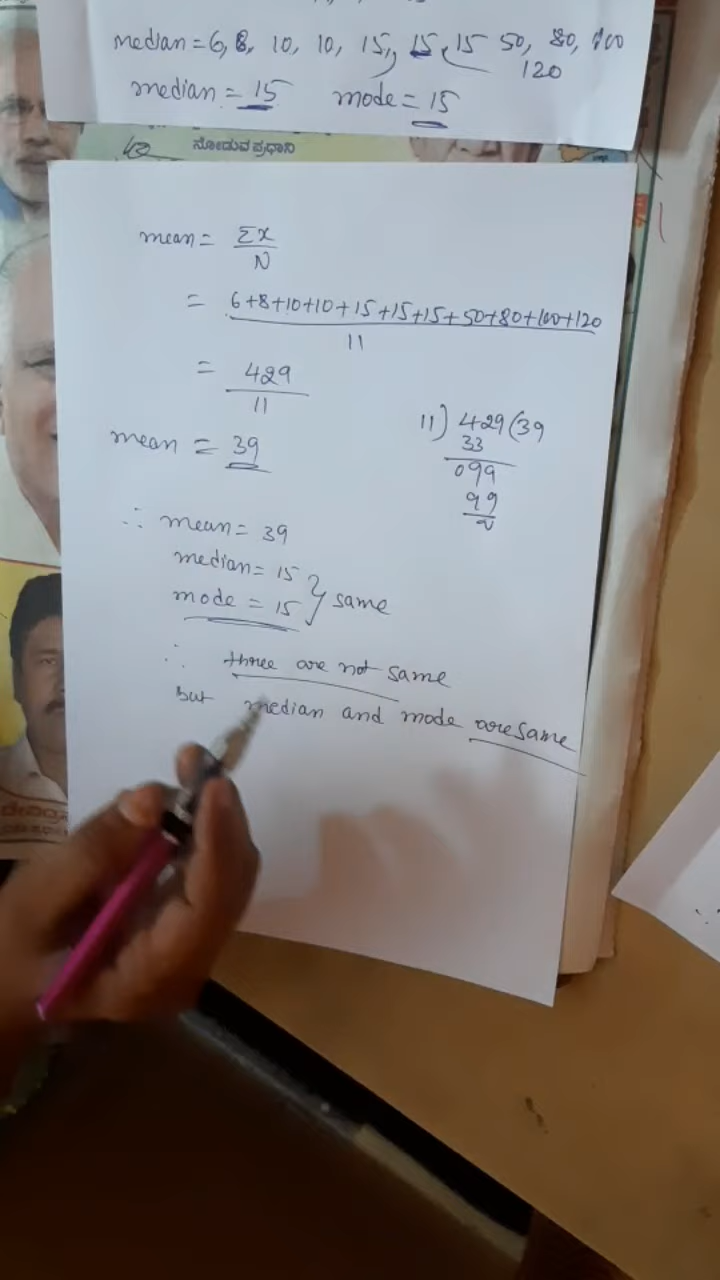 median = 6, 8, 10, 10, 15, 15, 15 50, 80, 100
120
median = 15 mode = 15
ನೋಡುವ ಪ್ರಧಾನಿ
mean = Σx
N
= 6+8+10+10+15+15+15+50+80+100+120
11
= 429
11
mean = 39
11) 429 (39
33
099
99
∴ mean = 39
median = 15
mode = 15 } same
∴ three are not same
But median and mode are same